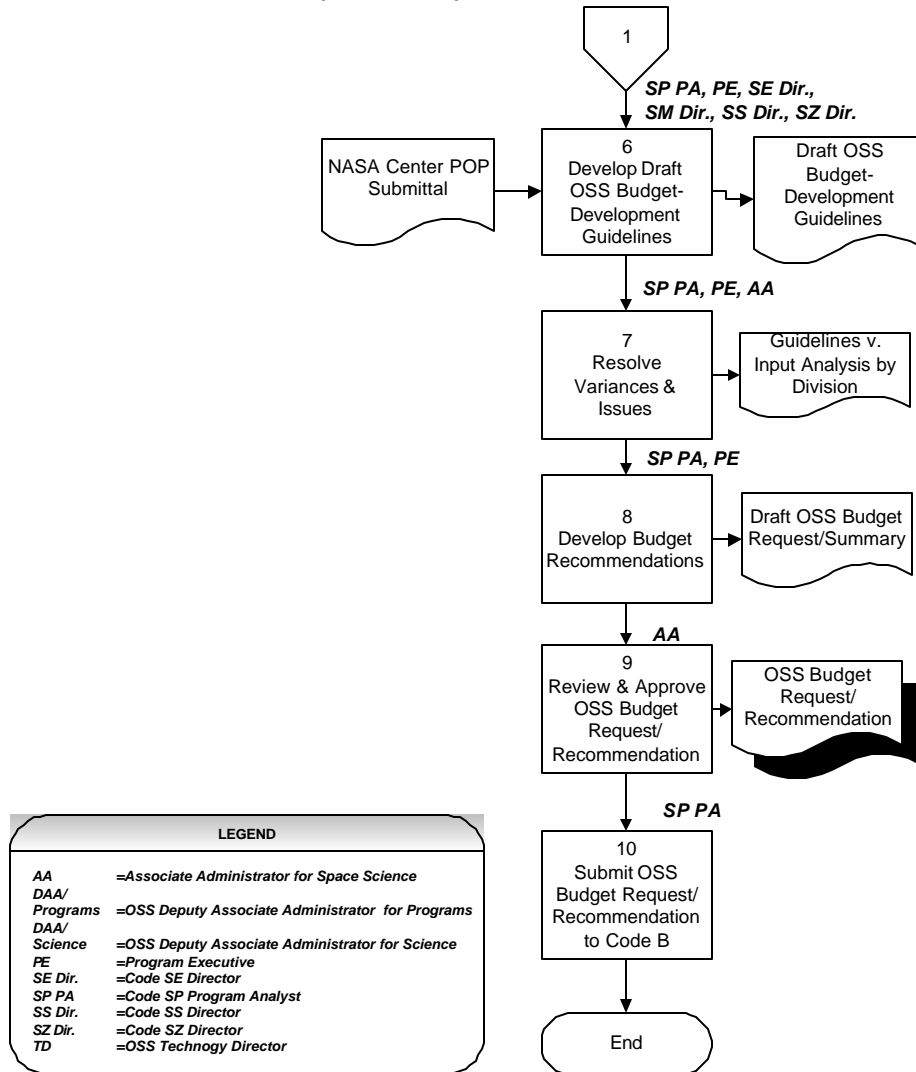 1
SP PA, PE, SE Dir.,
SM Dir., SS Dir., SZ Dir.
NASA Center POP
Submittal
6
Develop Draft
OSS Budget-
Development
Guidelines
Draft OSS
Budget-
Development
Guidelines
SP PA, PE, AA
7
Resolve
Variances &
Issues
Guidelines v.
Input Analysis by
Division
SP PA, PE
8
Develop Budget
Recommendations
Draft OSS Budget
Request/Summary
AA
9
Review & Approve
OSS Budget
Request/
Recommendation
OSS Budget
Request/
Recommendation
SP PA
10
Submit OSS
Budget Request/
Recommendation
to Code B
End
LEGEND
AA =Associate Administrator for Space Science
DAA/
Programs =OSS Deputy Associate Administrator for Programs
DAA/
Science =OSS Deputy Associate Administrator for Science
PE =Program Executive
SE Dir. =Code SE Director
SP PA =Code SP Program Analyst
SS Dir. =Code SS Director
SZ Dir. =Code SZ Director
TD =OSS Technogy Director